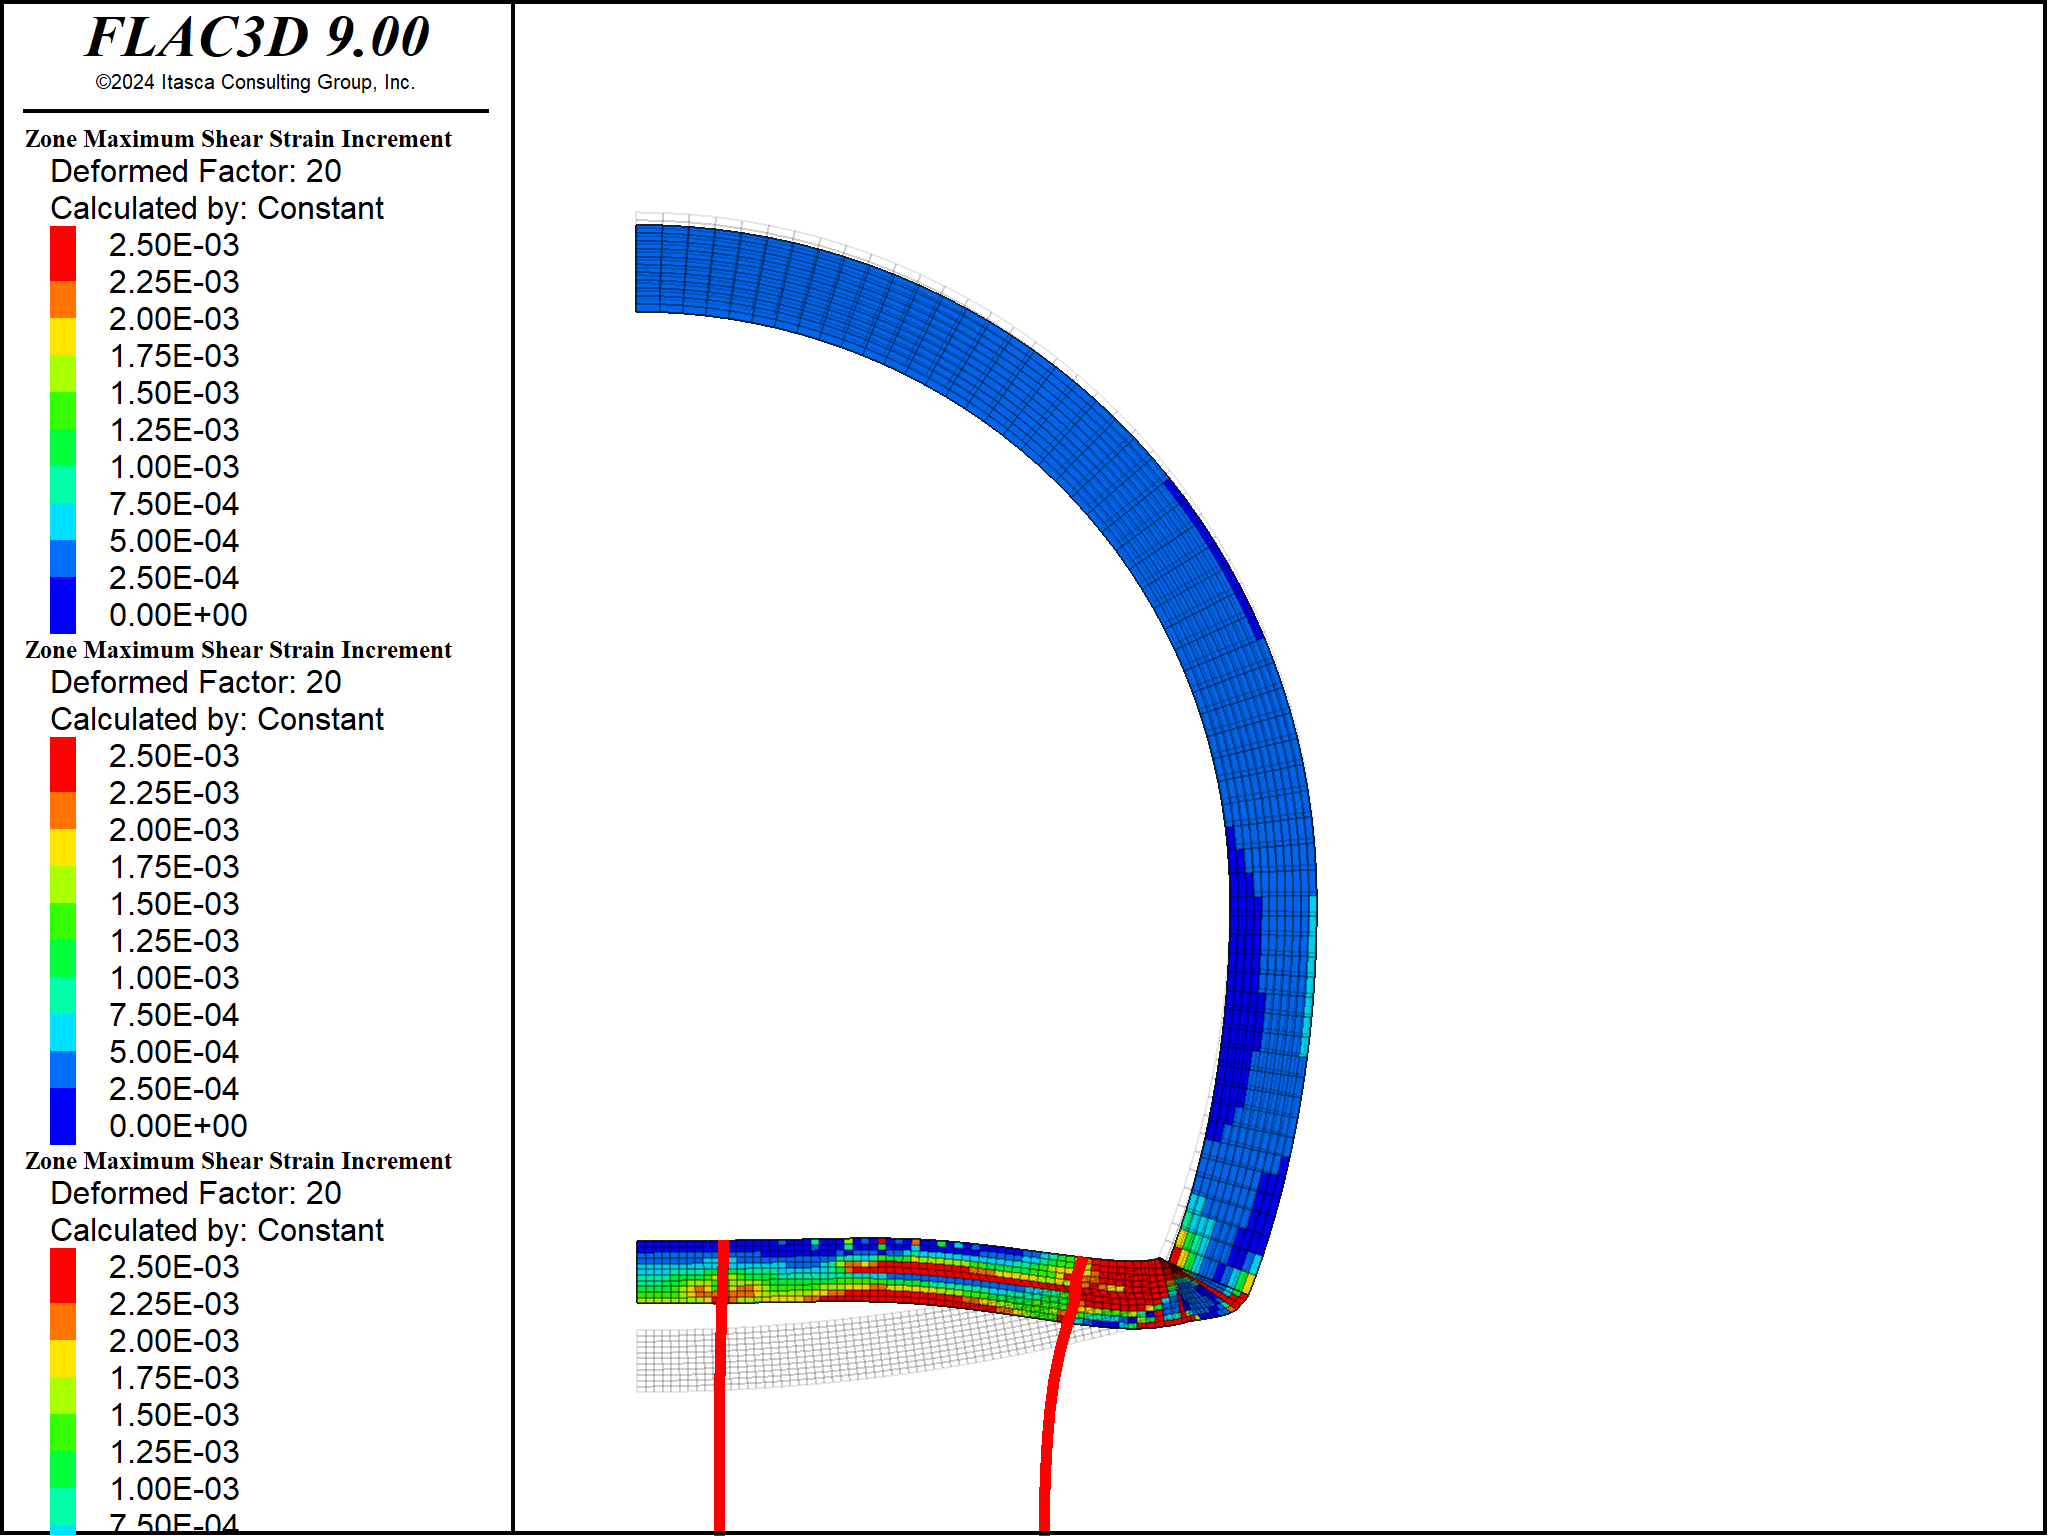 FLAC3D 9.00
©2024 Itasca Consulting Group, Inc.
Zone Maximum Shear Strain Increment
Deformed Factor: 20
Calculated by: Constant
2.50E-03
2.25E-03
2.00E-03
1.75E-03
1.50E-03
1.25E-03
1.00E-03
7.50E-04
5.00E-04
2.50E-04
0.00E+00
Zone Maximum Shear Strain Increment
Deformed Factor: 20
Calculated by: Constant
2.50E-03
2.25E-03
2.00E-03
1.75E-03
1.50E-03
1.25E-03
1.00E-03
7.50E-04
5.00E-04
2.50E-04
0.00E+00
Zone Maximum Shear Strain Increment
Deformed Factor: 20
Calculated by: Constant
2.50E-03
2.25E-03
2.00E-03
1.75E-03
1.50E-03
1.25E-03
1.00E-03
7.50E-04